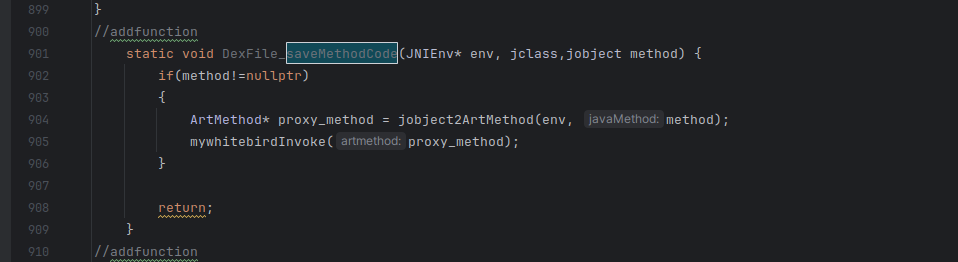 899 }
900 //addfunction
901 static void DexFile_saveMethodCode(JNIEnv* env, jclass,jobject method) {
902 if(method!=nullptr)
903 {
904 ArtMethod* proxy_method = jobject2ArtMethod(env, javaMethod: method);
905 mywhitebirdInvoke( artmethod: proxy_method);
906 }
907
908 return;
909 }
910 //addfunction